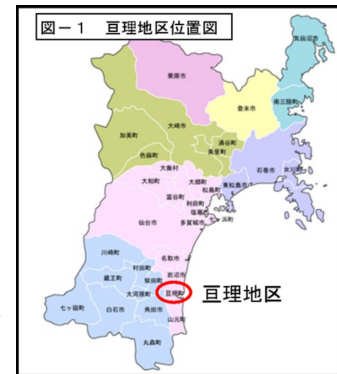 図－１ 亘理地区位置図
気仙沼市
栗原市
南三陸町
登米市
大崎市
加美町
涌谷町
美里町
色麻町
石巻市
女川町
大衡村
大和町
大郷町
東松島市
松島町
富谷町
利府町
塩竈市
七ヶ浜町
仙台市
多賀城市
川崎町
名取市
村田町
岩沼市
蔵王町
柴田町
大河原町
亘理町
亘理地区
七ヶ宿町
白石市
角田市
山元町
丸森町